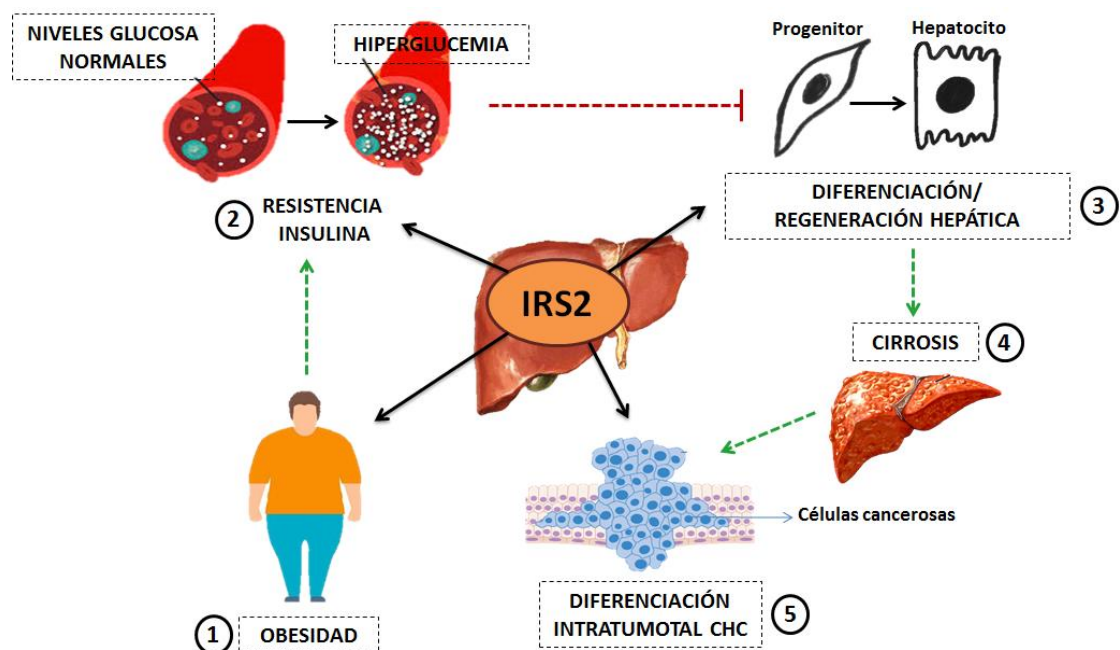 NIVELES GLUCOSA
NORMALES
HIPERGLUCEMIA
Progenitor
Hepatocito
2
RESISTENCIA
INSULINA
DIFERENCIACIÓN/
REGENERACIÓN HEPÁTICA
3
IRS2
CIRROSIS
4
Células cancerosas
1
OBESIDAD
DIFERENCIACIÓN
INTRATUMOTAL CHC
5